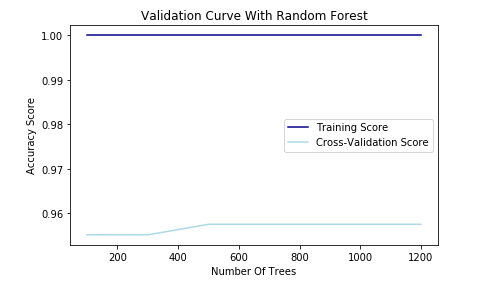 Validation Curve With Random Forest
1.00
0.99
0.98
0.97
0.96
Accuracy Score
Training Score
Cross-Validation Score
200
400
600
800
1000
1200
Number Of Trees